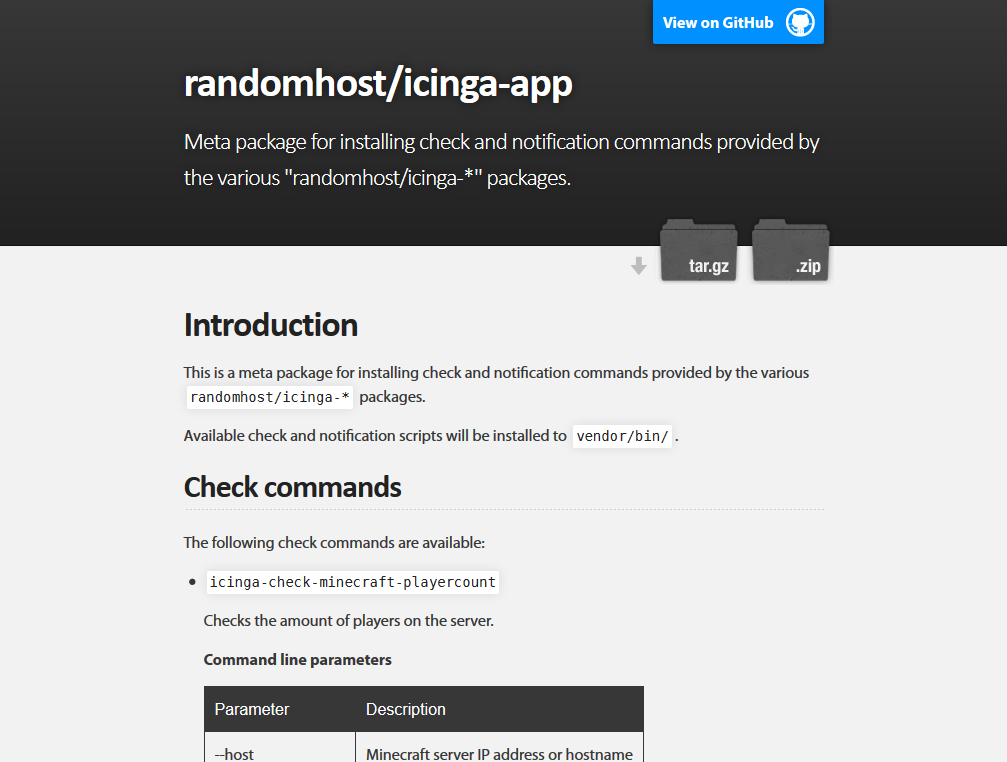 View on GitHub
randomhost/icinga-app
Meta package for installing check and notification commands provided by
the various "randomhost/icinga-*" packages.
tar.gz
.zip
Introduction
This is a meta package for installing check and notification commands provided by the various
randomhost/icinga-* packages.
Available check and notification scripts will be installed to vendor/bin/ .
Check commands
The following check commands are available:
icinga-check-minecraft-playercount
Checks the amount of players on the server.
Command line parameters
Parameter Description
--host Minecraft server IP address or hostname